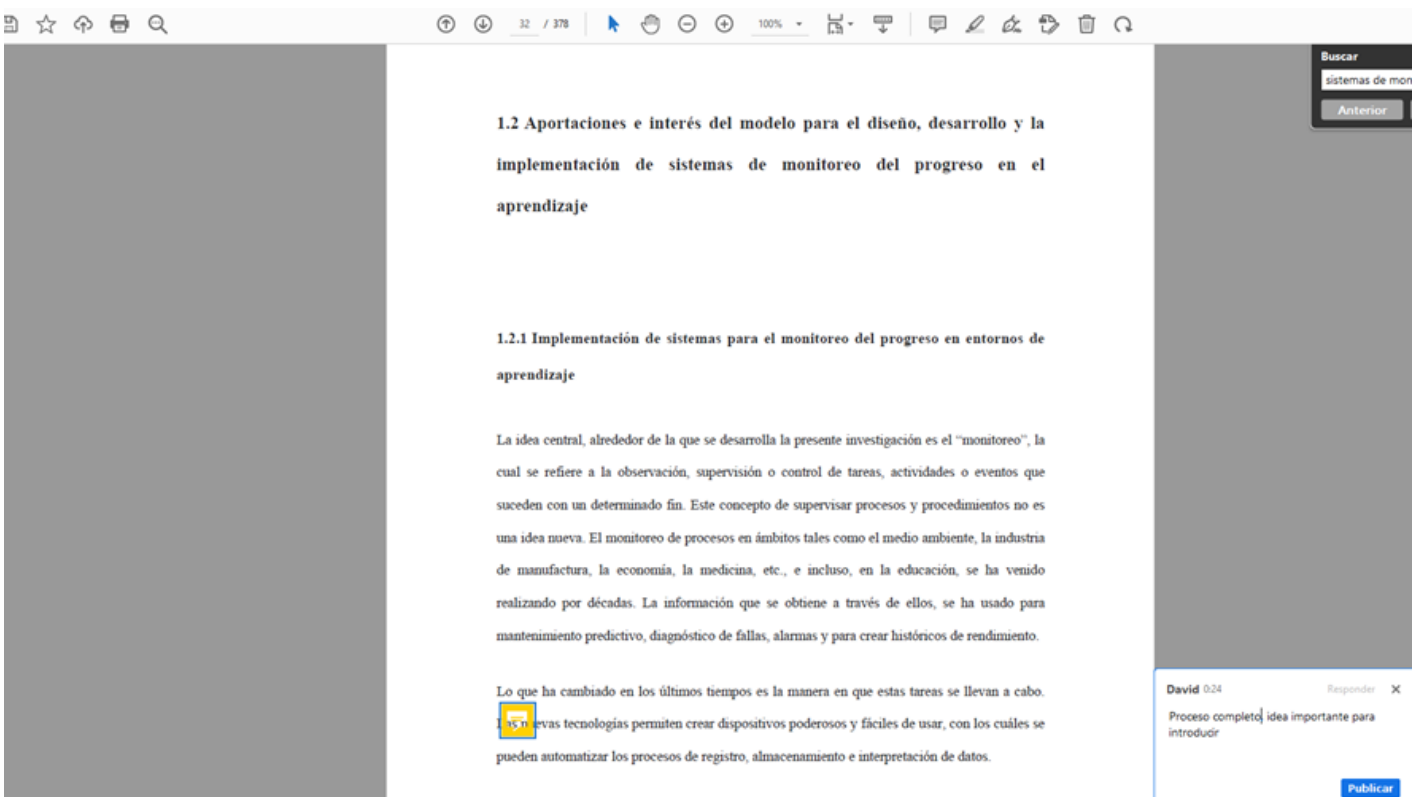 32 / 378
100%
Buscar
sistemas de mon
Anterior
1.2 Aportaciones e interés del modelo para el diseño, desarrollo y la
implementación de sistemas de monitoreo del progreso en el
aprendizaje
1.2.1 Implementación de sistemas para el monitoreo del progreso en entornos de
aprendizaje
La idea central, alrededor de la que se desarrolla la presente investigación es el “monitoreo”, la
cual se refiere a la observación, supervisión o control de tareas, actividades o eventos que
suceden con un determinado fin. Este concepto de supervisar procesos y procedimientos no es
una idea nueva. El monitoreo de procesos en ámbitos tales como el medio ambiente, la industria
de manufactura, la economía, la medicina, etc., e incluso, en la educación, se ha venido
realizando por décadas. La información que se obtiene a través de ellos, se ha usado para
mantenimiento predictivo, diagnóstico de fallas, alarmas y para crear históricos de rendimiento.
Lo que ha cambiado en los últimos tiempos es la manera en que estas tareas se llevan a cabo.
evas tecnologías permiten crear dispositivos poderosos y fáciles de usar, con los cuáles se
pueden automatizar los procesos de registro, almacenamiento e interpretación de datos.
David 0:24 Responder
Proceso completo, idea importante para
introducir
Publicar